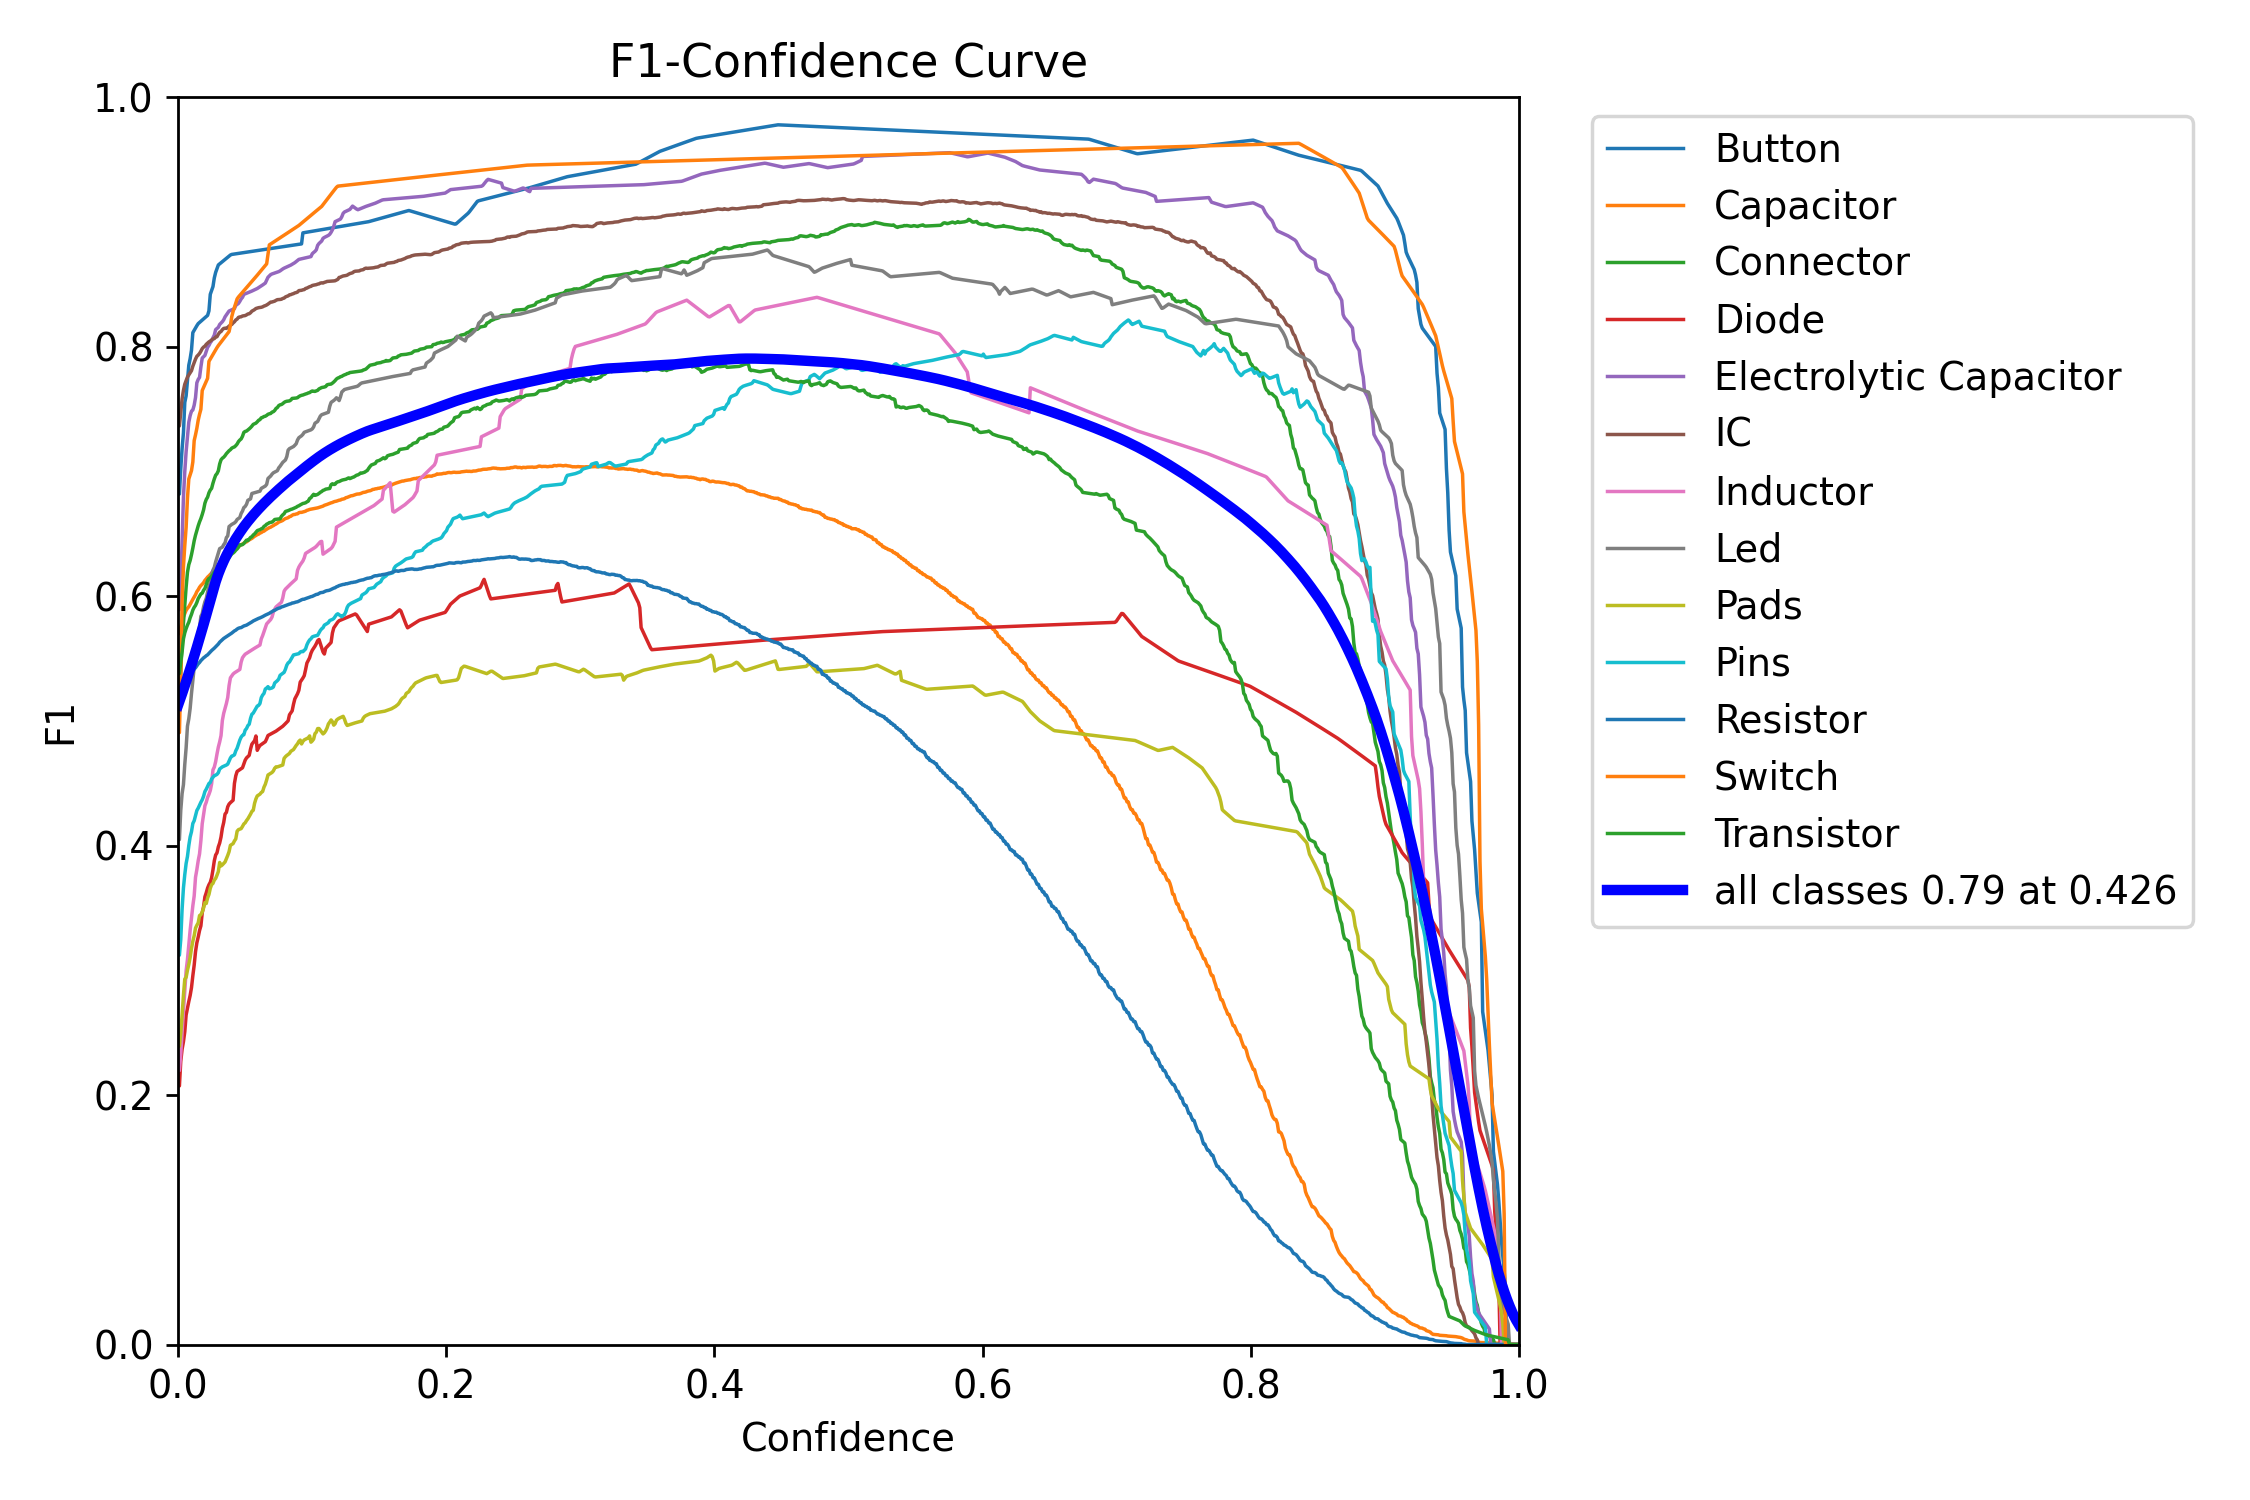 F1-Confidence Curve
1.0
0.8
0.6
0.4
0.2
0.0
F1
0.0 0.2 0.4 0.6 0.8 1.0
Confidence
Button
Capacitor
Connector
Diode
Electrolytic Capacitor
IC
Inductor
Led
Pads
Pins
Resistor
Switch
Transistor
all classes 0.79 at 0.426